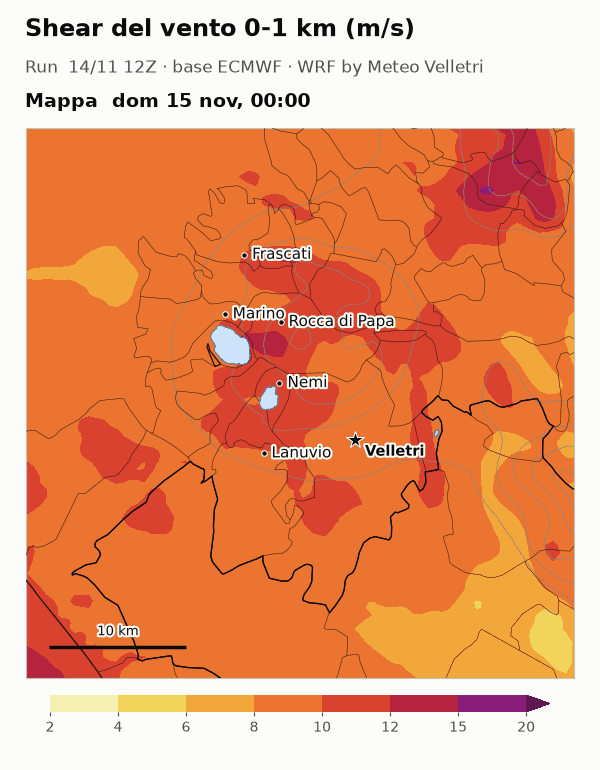 Shear del vento 0-1 km (m/s)
Run  14/11 12Z · base ECMWF · WRF by Meteo Velletri
Mappa  dom 15 nov, 00:00
Frascati
Marino
Rocca di Papa
Nemi
Velletri
Lanuvio
10 km
2 4 6 8 10 12 15 20